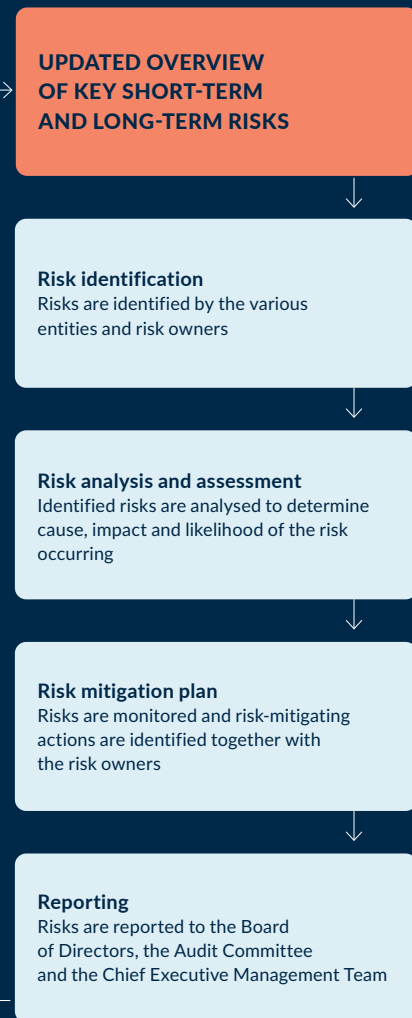 UPDATED OVERVIEW
OF KEY SHORT-TERM
AND LONG-TERM RISKS
Risk identification
Risks are identified by the various
entities and risk owners
Risk analysis and assessment
Identified risks are analysed to determine
cause, impact and likelihood of the risk
occurring
Risk mitigation plan
Risks are monitored and risk-mitigating
actions are identified together with
the risk owners
Reporting
Risks are reported to the Board
of Directors, the Audit Committee
and the Chief Executive Management Team